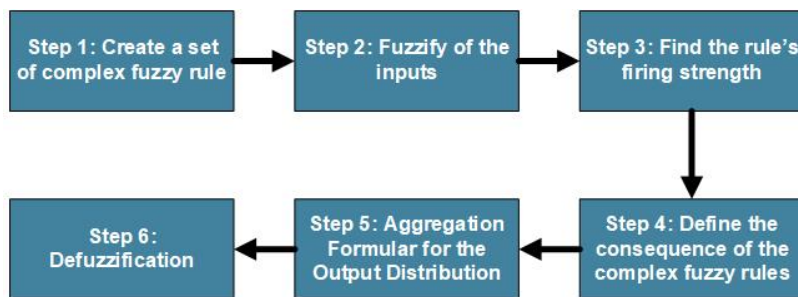 Step 1: Create a set
of complex fuzzy rule
Step 2: Fuzzify of the
inputs
Step 3: Find the rule's
firing strength
Step 4: Define the
consequence of the
complex fuzzy rules
Step 5: Aggregation
Formular for the
Output Distribution
Step 6:
Defuzzification